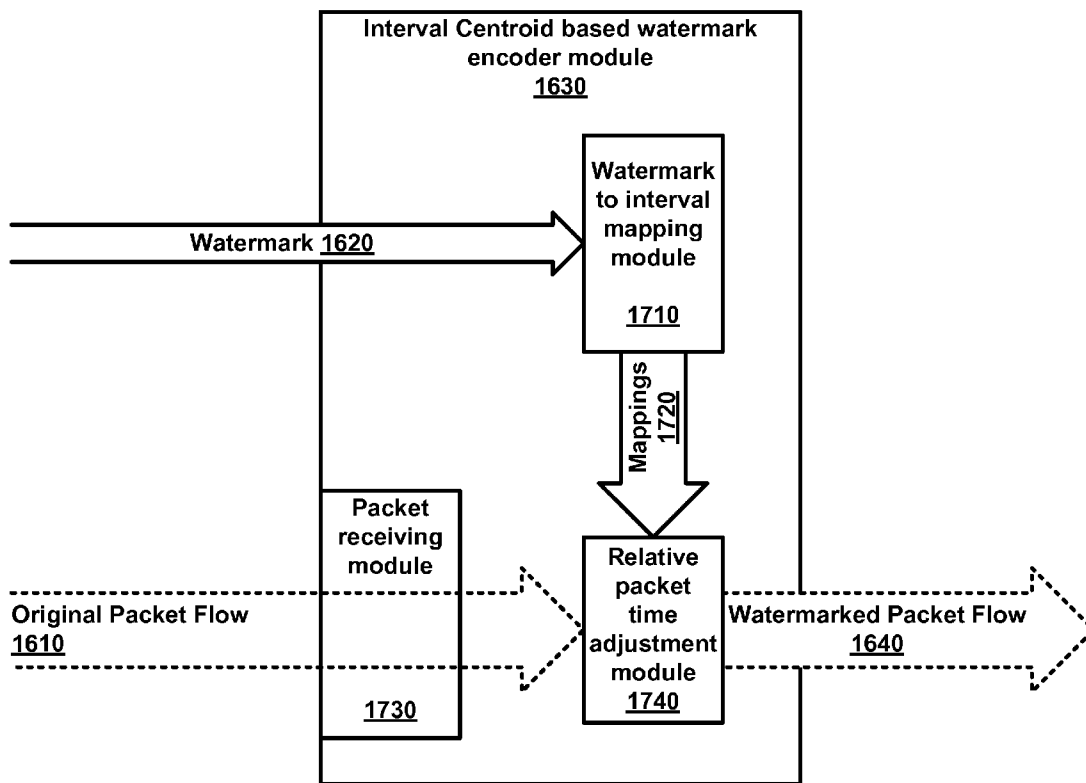 Interval Centroid based watermark
encoder module
1630
Watermark
to interval
mapping
module
1710
Watermark 1620
Mappings
1720
Packet
receiving
module
1730
Original Packet Flow
1610
Relative
packet
time
adjustment
module
1740
Watermarked Packet Flow
1640